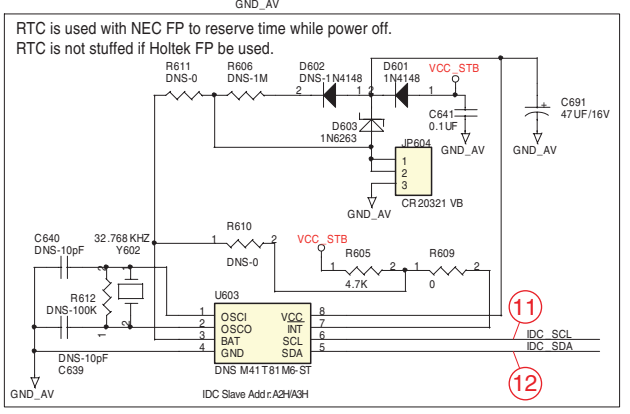 GND_AV
RTC is used with NEC FP to reserve time while power off.
RTC is not stuffed if Holtek FP be used.
R611
DNS-0
R606
DNS-1M
D602
DNS-1N4148
D601
1N4148
VCC_STB
2
1 2
1
C691
47UF/16V
C641
0.1UF
D603
1N6263
GND_AV
GND_AV
JP604
1
2
3
CR20321 VB
GND_AV
R610
1 2
DNS-0
VCC_STB
R605
1 2
4.7K
R609
1 2
0
C640
DNS-10pF
32.768 KHZ
Y602
2 1
R612
DNS-100K
1 2
DNS-10pF
C639
GND_AV
U603
1 OSCI VCC 8
2 OSCO INT 7
3 BAT SCL 6
4 GND SDA 5
DNS M41T81M6-ST
IDC Slave Addr:A2H/A3H
11
IDC_SCL
IDC_SDA
12